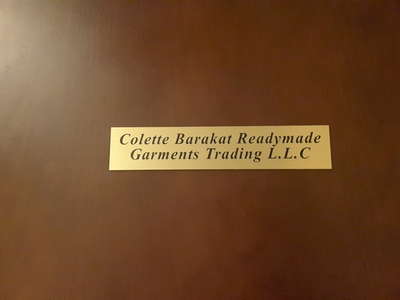 Colette Barakat Readymade
Garments Trading L.L.C